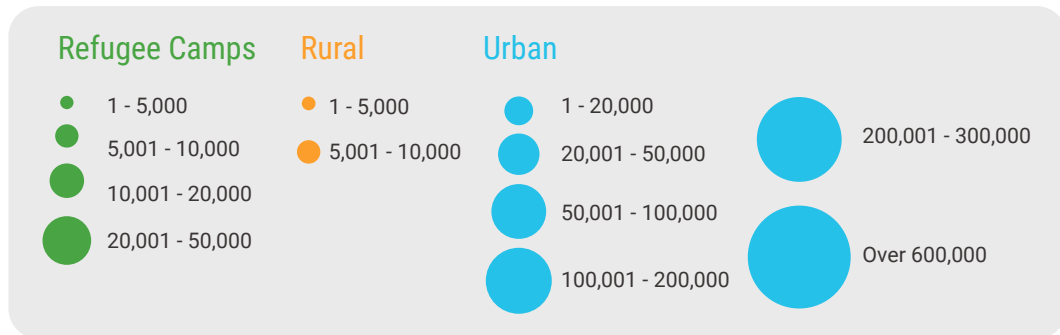 Refugee Camps
1 - 5,000
5,001 - 10,000
10,001 - 20,000
20,001 - 50,000
Rural
1 - 5,000
5,001 - 10,000
Urban
1 - 20,000
20,001 - 50,000
50,001 - 100,000
100,001 - 200,000
200,001 - 300,000
Over 600,000